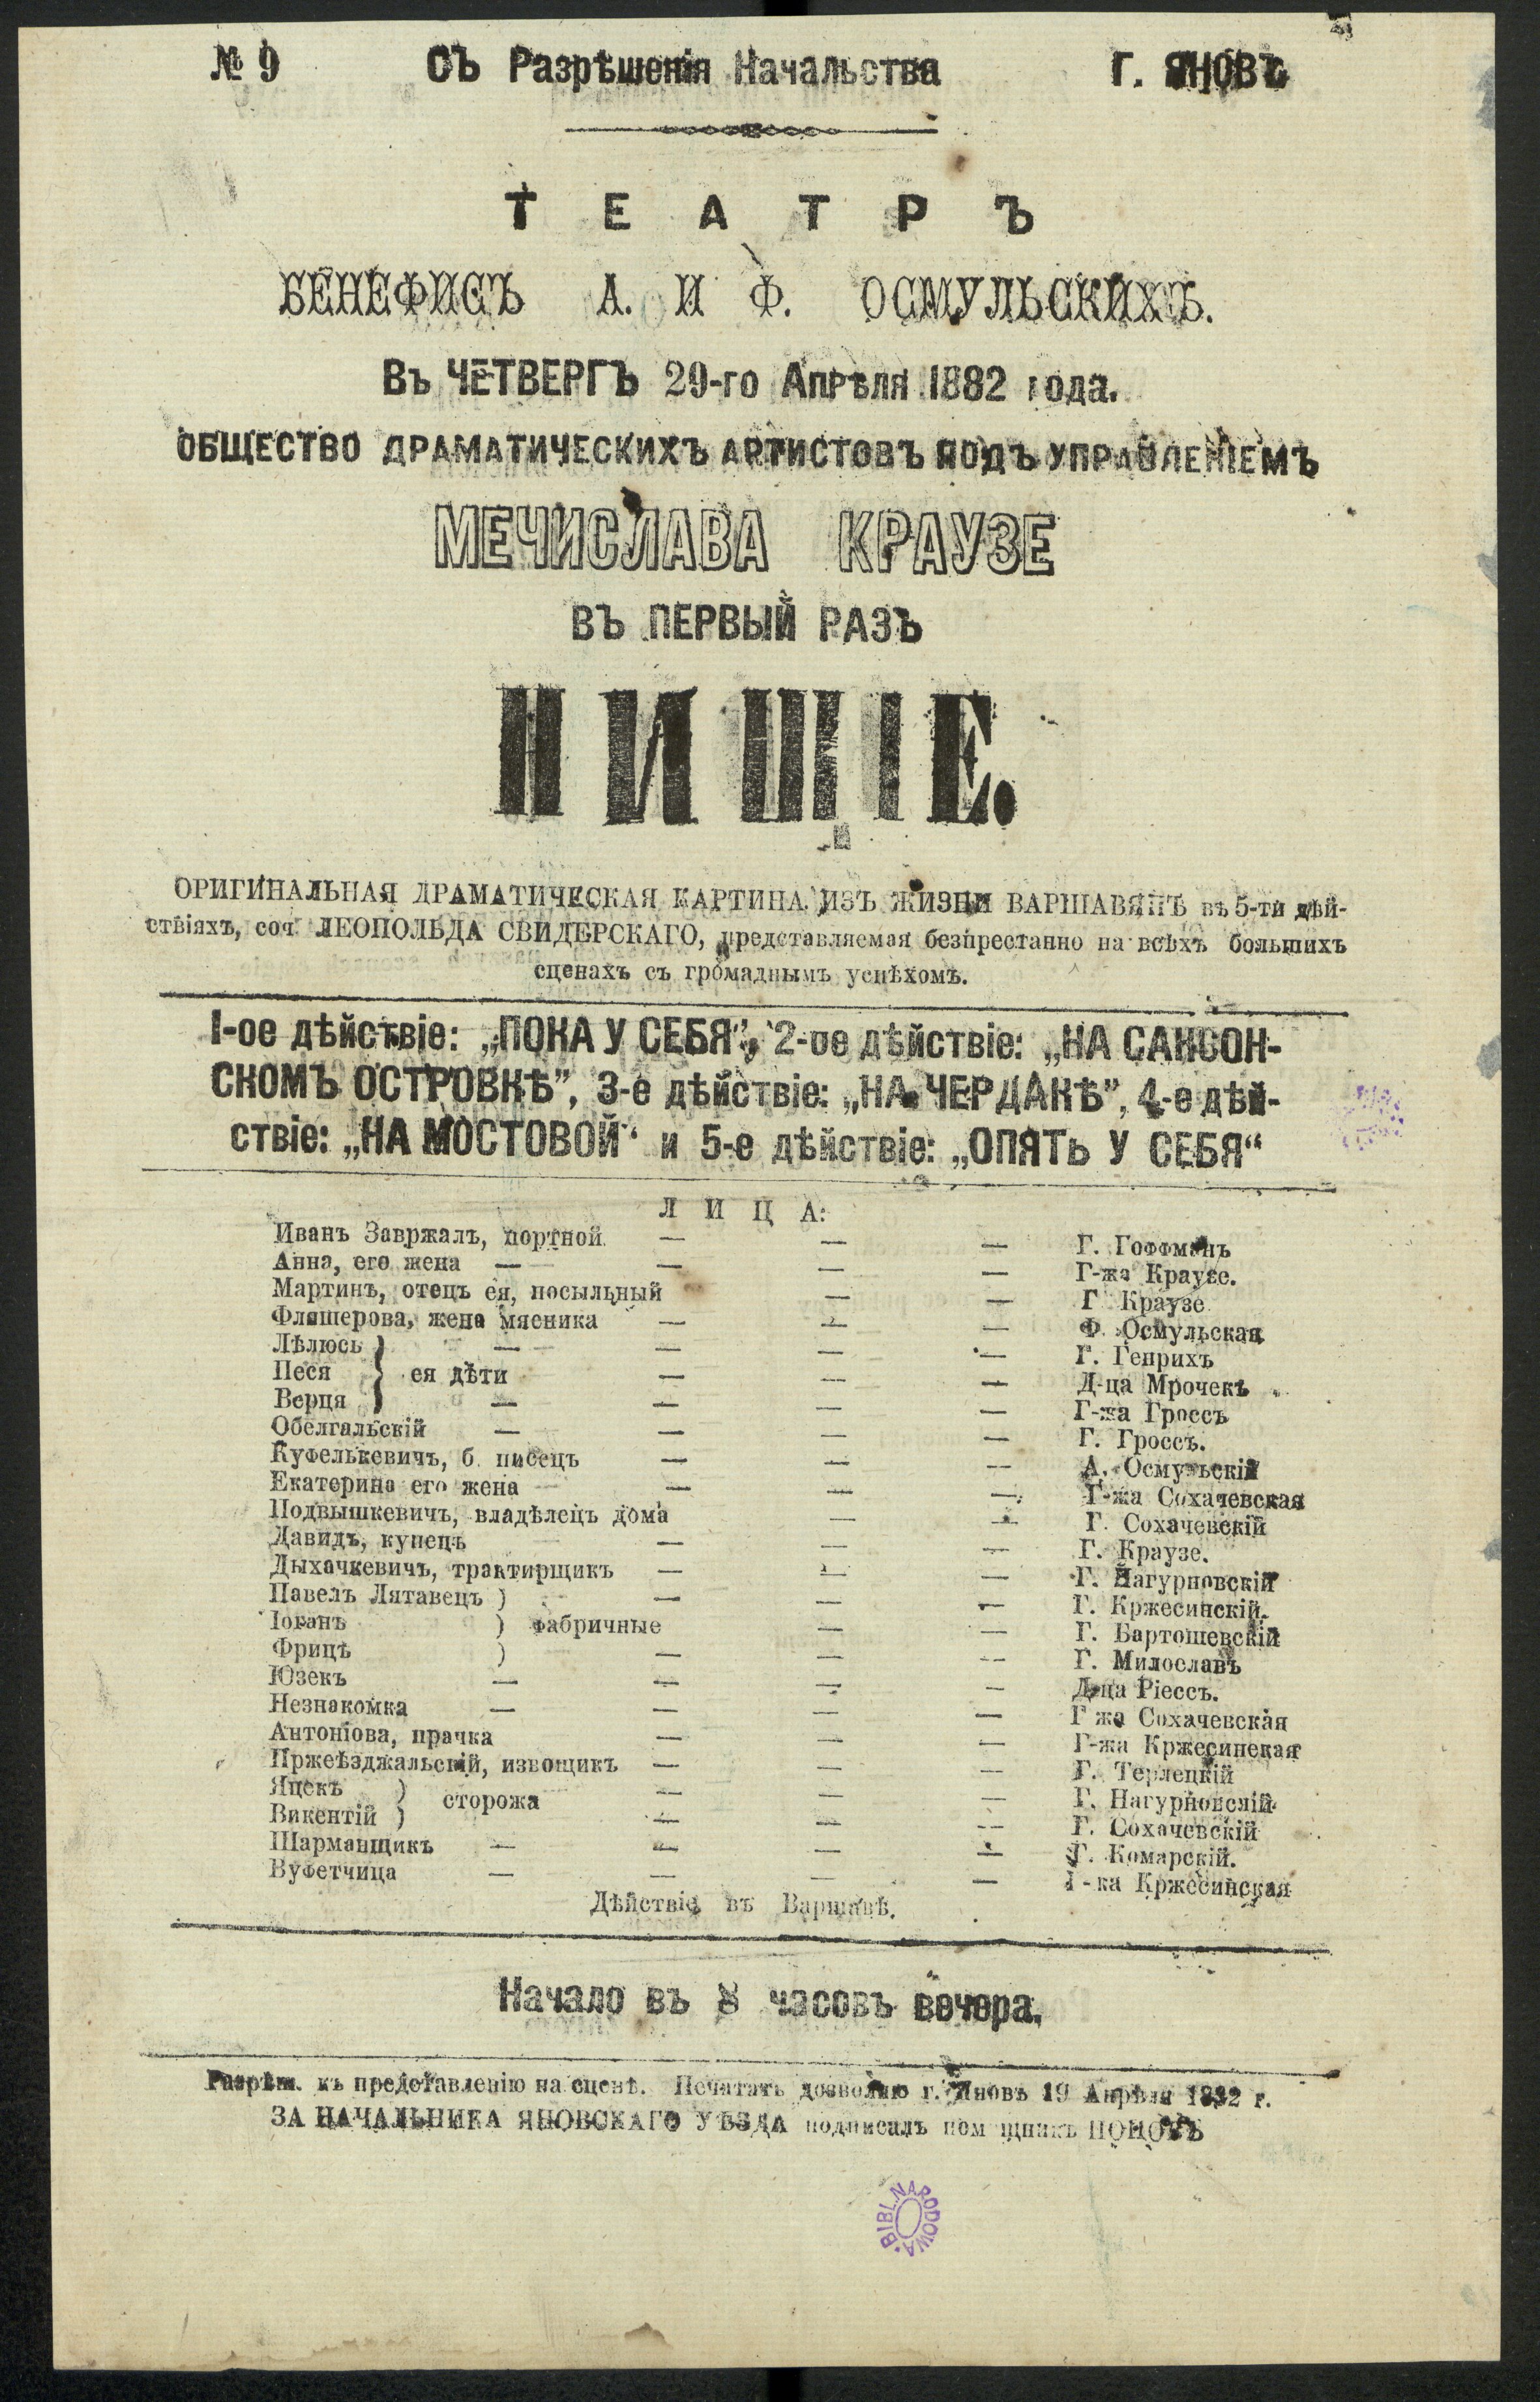 № 9 Съ Разрѣшенія Начальства Г. ЯНОВЪ
ТЕАТРЪ
БЕНЕФИСЪ А. И Ф. ОСМУЛЬСКИХЪ.
Въ ЧЕТВЕРГЪ 29-го Апрѣля 1882 года.
ОБЩЕСТВО ДРАМАТИЧЕСКИХЪ АРТИСТОВЪ ПОДЪ УПРАВЛЕНІЕМЪ
МЕЧИСЛАВА КРАУЗЕ
ВЪ ПЕРВЫЙ РАЗЪ
НИЩІЕ.
ОРИГИНАЛЬНАЯ ДРАМАТИЧЕСКАЯ КАРТИНА ИЗЪ ЖИЗНИ ВАРШАВЯНЪ въ 5-ти дѣй-
ствіяхъ, соч. ЛЕОПОЛЬДА СВИДЕРСКАГО, представляемая безпрестанно на всѣхъ большихъ
сценахъ съ громаднымъ успѣхомъ.
I-ое дѣйствіе: „ПОКА У СЕБЯ", 2-ое дѣйствіе: „НА САКСОН-
СКОМЪ ОСТРОВКѢ”, 3-е дѣйствіе: „НА ЧЕРДАКѢ”, 4-е дѣй-
ствіе: „НА МОСТОВОЙ“ и 5-е дѣйствіе: „ОПЯТЬ У СЕБЯ“
ЛИЦА:
Иванъ Завржалъ, портной — — — Г. Гоффманъ
Анна, его жена — — — — Г-жа Краузе.
Мартинъ, отецъ ея, посыльный — — Г Краузе
Фляшерова, жена мясника — — — Ф. Осмульская
Лѣлюсь } — — — — Г. Генрихъ
Песя } ея дѣти — — — Д-ца Мрочекъ
Верця } — — — — Г-жа Гроссъ
Обелгальскій — — — — Г. Гроссъ.
Куфелькевичъ, б. писецъ — — — А. Осмульскій
Екатерина его жена — — — Г-жа Сохачевская
Подвышкевичъ, владѣлецъ дома — — Г. Сохачевскій
Давидъ, купецъ — — — Г. Краузе.
Дыхачкевичъ, трактирщикъ — — — Г. Нагурновскій
Павелъ Лятавецъ ) — — — Г. Кржесинскій.
Іоганъ ) фабричные — — Г. Бартошевскій
Фрицъ ) — — — Г. Милославъ
Юзекъ — — — — Д-ца Ріессъ.
Незнакомка — — — — Г жа Сохачевская
Антоніова, прачка — — — Г-жа Кржесинская
Пржеѣзджальскій, извощикъ — — — Г. Терлецкій
Яцекъ ) сторожа — — — Г. Нагурновскій
Викентій ) — — — Г. Сохачевскій
Шарманщикъ — — — — Г. Комарскій.
Буфетчица — — — — Г-жа Кржесинская
Дѣйствіе въ Варшавѣ.
Начало въ 8 часовъ вечера.
Разрѣш. къ представленію на сценѣ. Печатать дозволяю г. Яновъ 19 Апрѣля 1882 г.
ЗА НАЧАЛЬНИКА ЯНОВСКАГО УѢЗДА подписалъ пом щникъ ПОПОВЪ
BIBL. NARODOWA